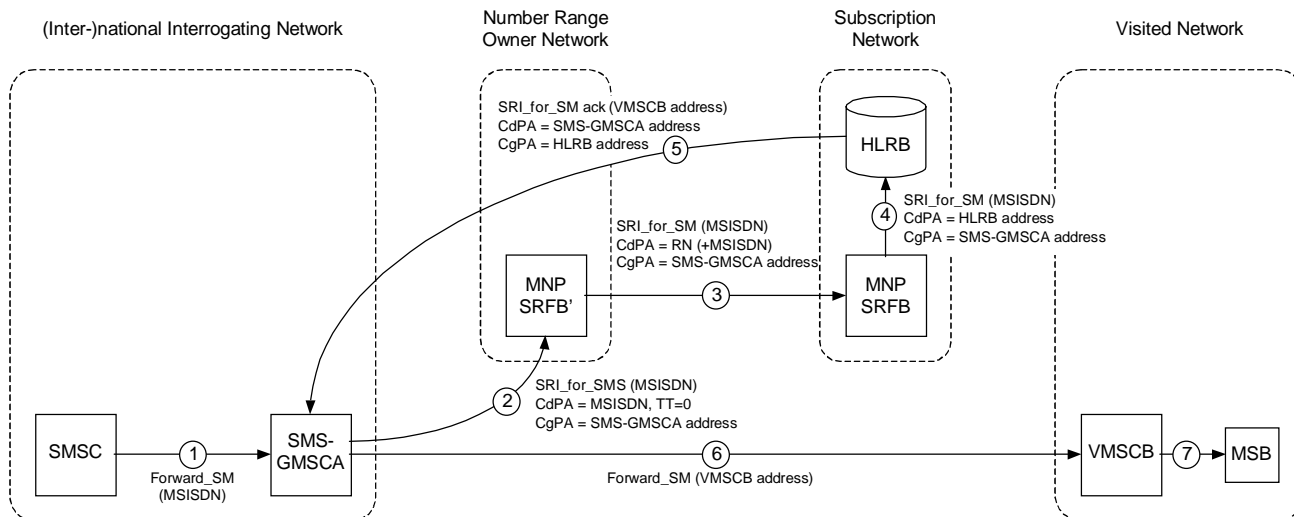 (Inter-)national Interrogating Network
Number Range
Owner Network
Subscription
Network
Visited Network
SRI_for_SM ack (VMSCB address)
CdPA = SMS-GMSCA address
CgPA = HLRB address
5
HLRB
4
SRI_for_SM (MSISDN)
CdPA = HLRB address
CgPA = SMS-GMSCA address
SRI_for_SM (MSISDN)
CdPA = RN (+MSISDN)
CgPA = SMS-GMSCA address
MNP
SRFB'
3
MNP
SRFB
2
SRI_for_SMS (MSISDN)
CdPA = MSISDN, TT=0
CgPA = SMS-GMSCA address
SMSC
1
Forward_SM
(MSISDN)
SMS-
GMSCA
6
Forward_SM (VMSCB address)
VMSCB
7
MSB